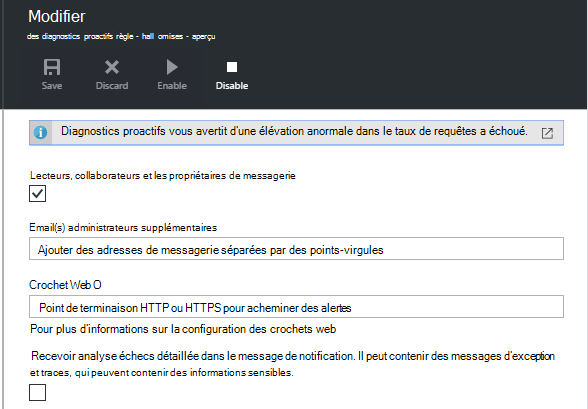 Modifier
des diagnostics proactifs règle - hall omises - aperçu
Save Discard Enable Disable
Diagnostics proactifs vous avertit d'une élévation anormale dans le taux de requêtes a échoué.
Lecteurs, collaborateurs et les propriétaires de messagerie
Email(s) administrateurs supplémentaires
Ajouter des adresses de messagerie séparées par des points-virgules
Crochet Web O
Point de terminaison HTTP ou HTTPS pour acheminer des alertes
Pour plus d'informations sur la configuration des crochets web
Recevoir analyse échecs détaillée dans le message de notification. Il peut contenir des messages d'exception
et traces, qui peuvent contenir des informations sensibles.